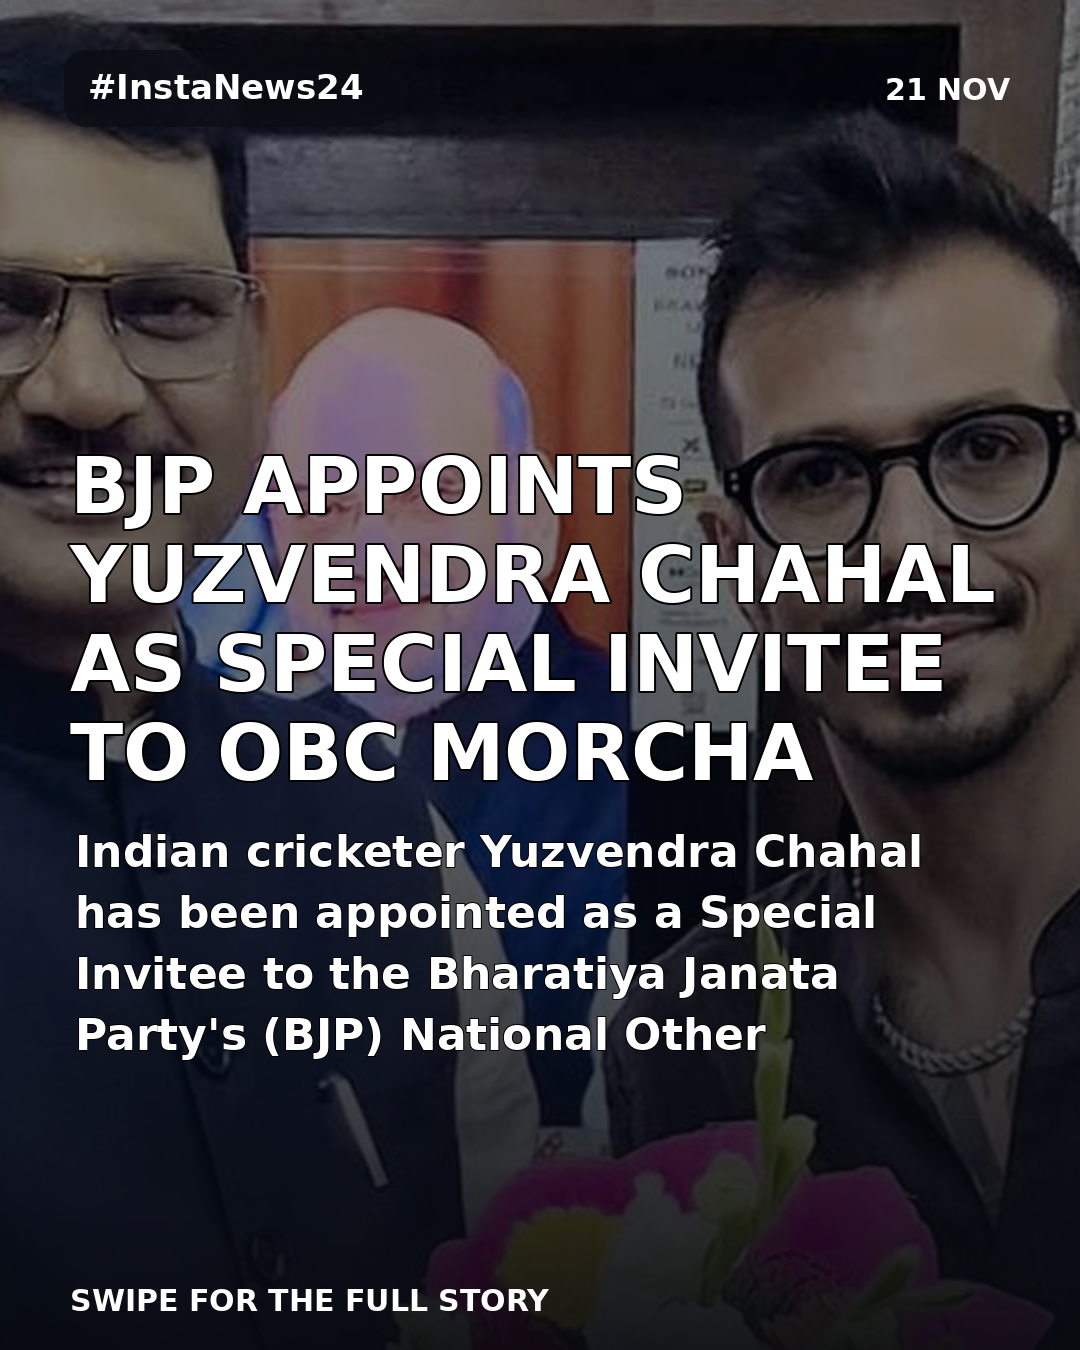 #InstaNews24
21 NOV
BJP APPOINTS
YUZVENDRA CHAHAL
AS SPECIAL INVITEE
TO OBC MORCHA
Indian cricketer Yuzvendra Chahal
has been appointed as a Special
Invitee to the Bharatiya Janata
Party's (BJP) National Other
SWIPE FOR THE FULL STORY